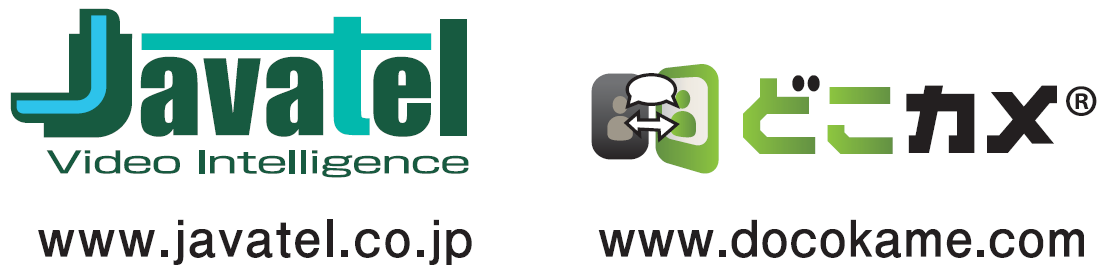 Javatel
Video Intelligence
www.javatel.co.jp
どこカメ®
www.docokame.com